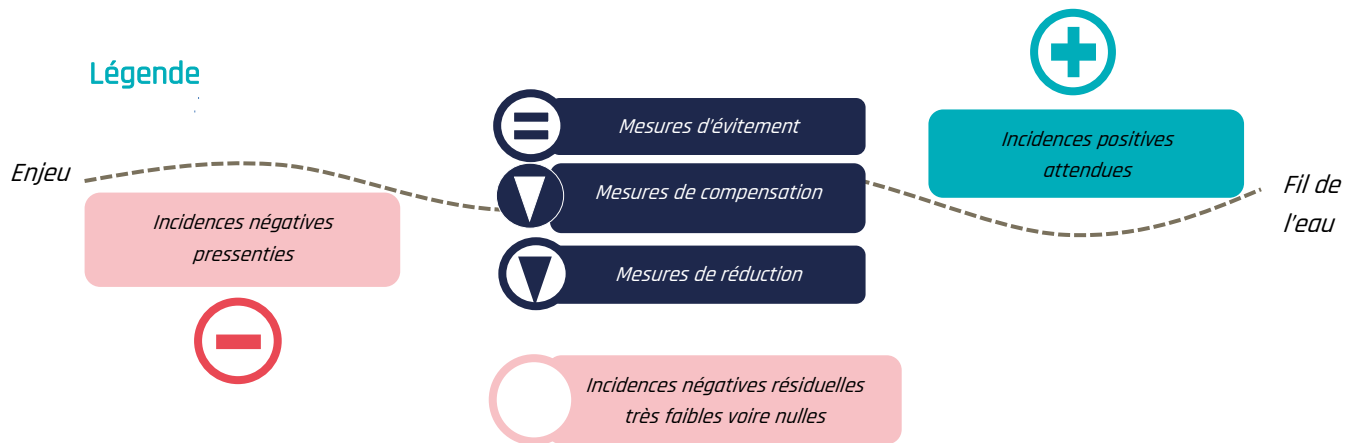 Légende
Enjeu
Incidences négatives
pressenties
Mesures d'évitement
Mesures de compensation
Mesures de réduction
Incidences négatives résiduelles
très faibles voire nulles
Incidences positives
attendues
Fil de
l'eau